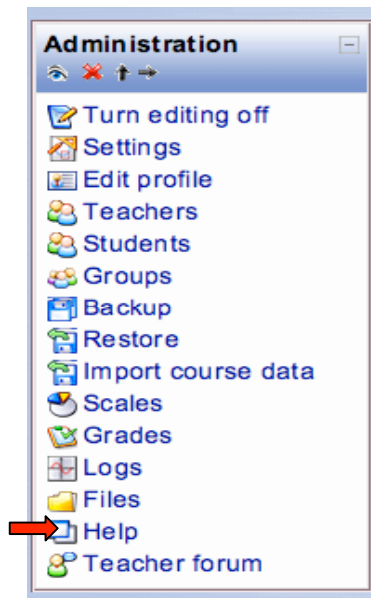 Administration
Turn editing off
Settings
Edit profile
Teachers
Students
Groups
Backup
Restore
Import course data
Scales
Grades
Logs
Files
Help
Teacher forum